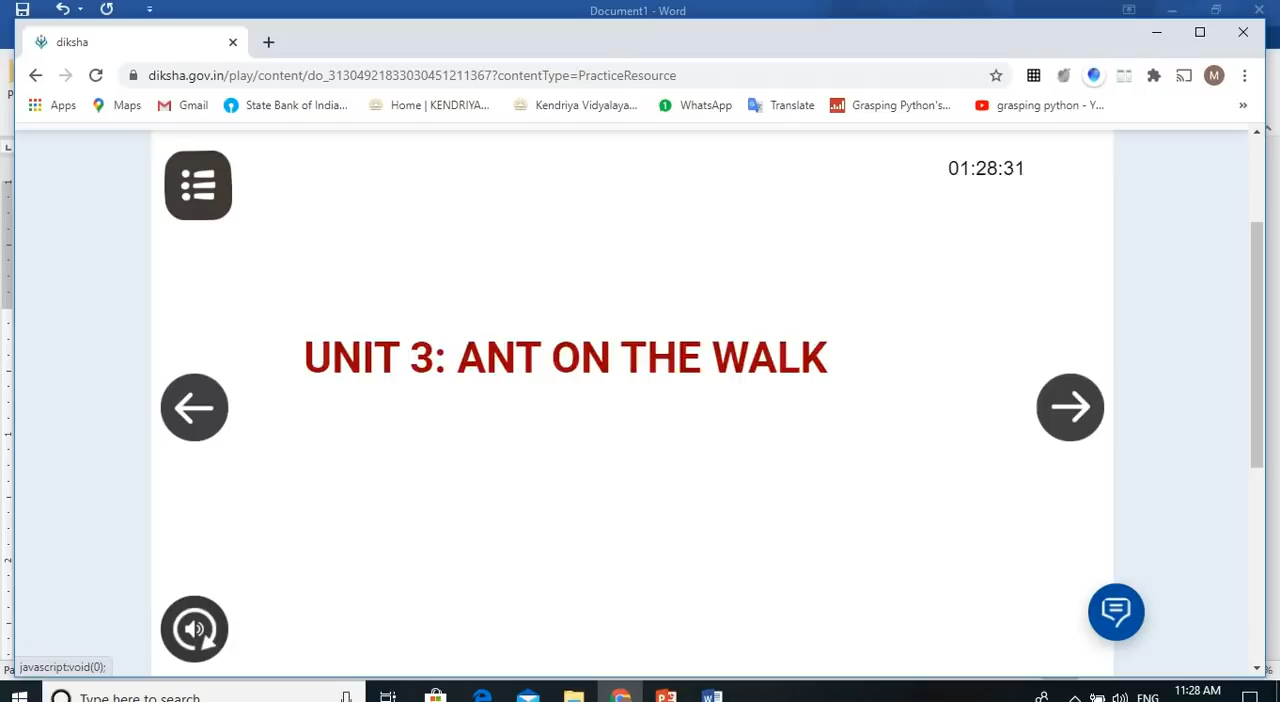 Document1 - Word
diksha
diksha.gov.in/play/content/do_31304921833030451211367?contentType=PracticeResource
M
Apps
Maps
Gmail
State Bank of India...
Home | KENDRIYA...
Kendriya Vidyalaya...
1
WhatsApp
Translate
Grasping Python's...
grasping python - Y...
»
01:28:31
UNIT 3: ANT ON THE WALK
javascript:void(0);
Type here to search
ENG
11:28 AM